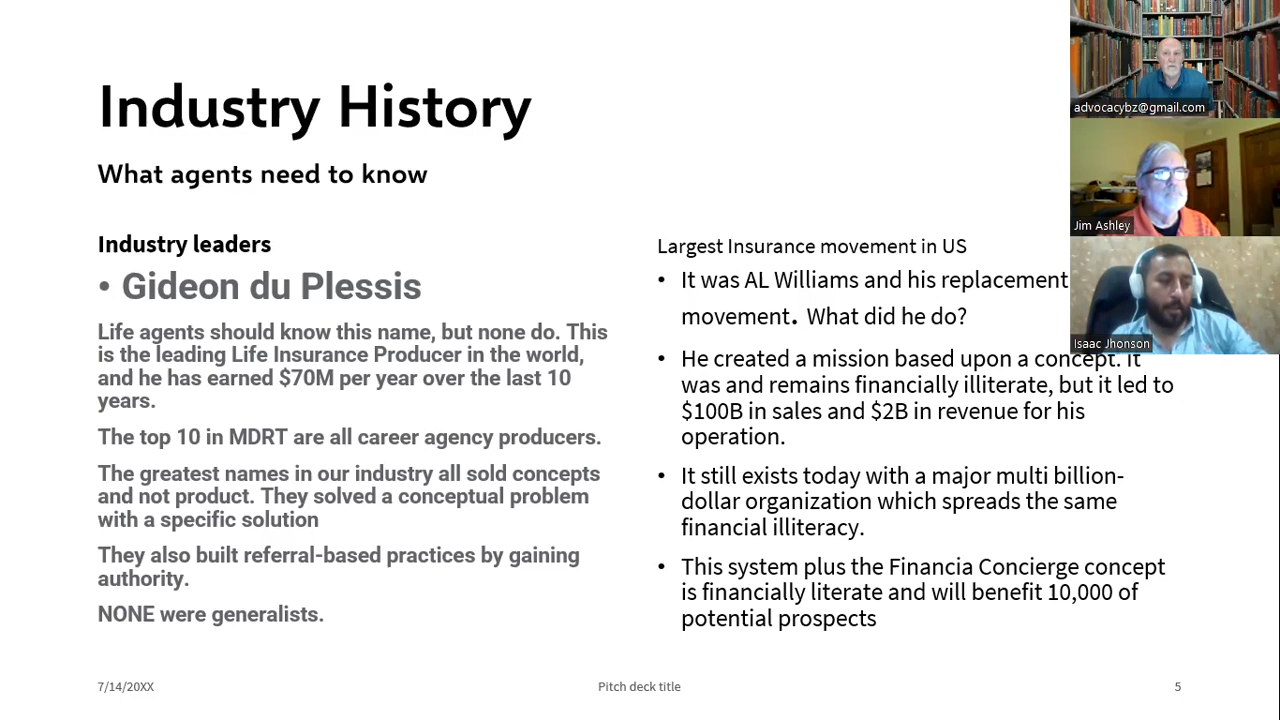 Industry History
What agents need to know
Industry leaders
• Gideon du Plessis
Life agents should know this name, but none do. This
is the leading Life Insurance Producer in the world,
and he has earned $70M per year over the last 10
years.
The top 10 in MDRT are all career agency producers.
The greatest names in our industry all sold concepts
and not product. They solved a conceptual problem
with a specific solution
They also built referral-based practices by gaining
authority.
NONE were generalists.
Largest Insurance movement in US
• It was AL Williams and his replacement
movement. What did he do?
• He created a mission based upon a concept. It
was and remains financially illiterate, but it led to
$100B in sales and $2B in revenue for his
operation.
• It still exists today with a major multi billion-
dollar organization which spreads the same
financial illiteracy.
• This system plus the Financia Concierge concept
is financially literate and will benefit 10,000 of
potential prospects
advocacybz@gmail.com
Jim Ashley
Isaac Jhonson
7/14/20XX
Pitch deck title
5